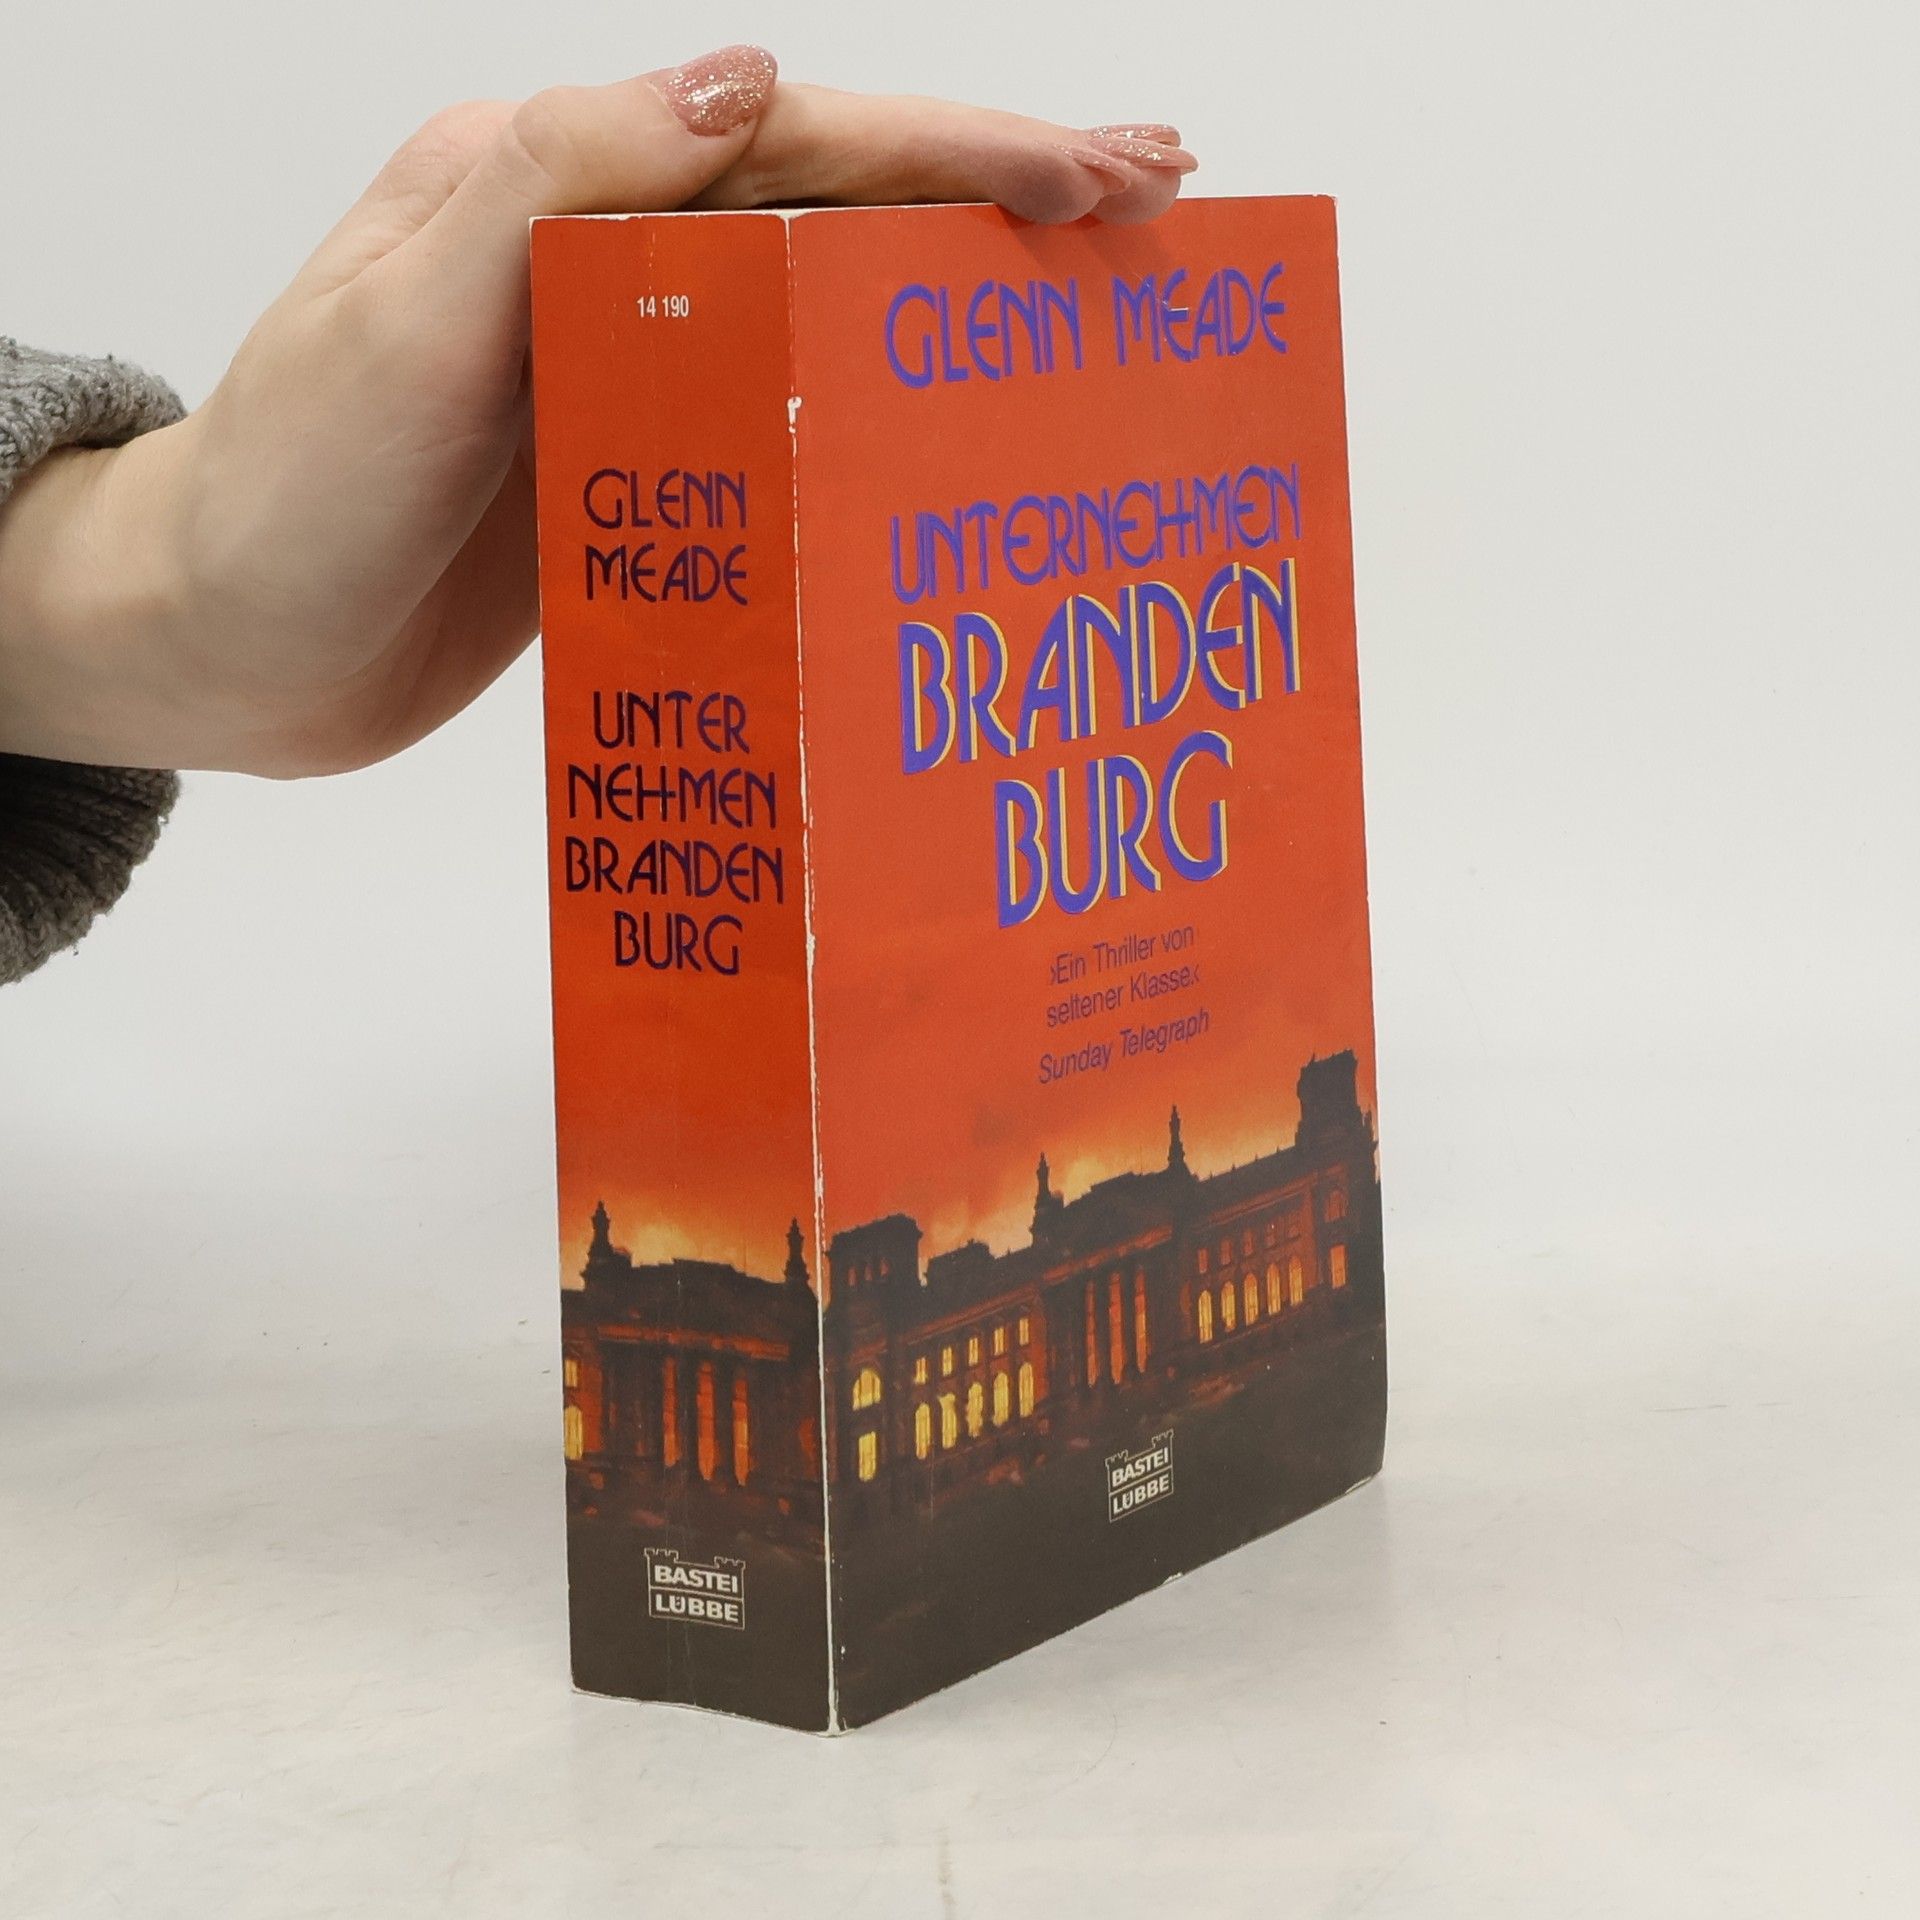 14 190
GLENN
MEADE
UNTER
NEHMEN
BRANDEN
BURG
BASTEI
LÜBBE
GLENN MEADE
UNTERNEHMEN
BRANDEN
BURG
›Ein Thriller von
seltener Klasse.‹
Sunday Telegraph
BASTEI
LÜBBE